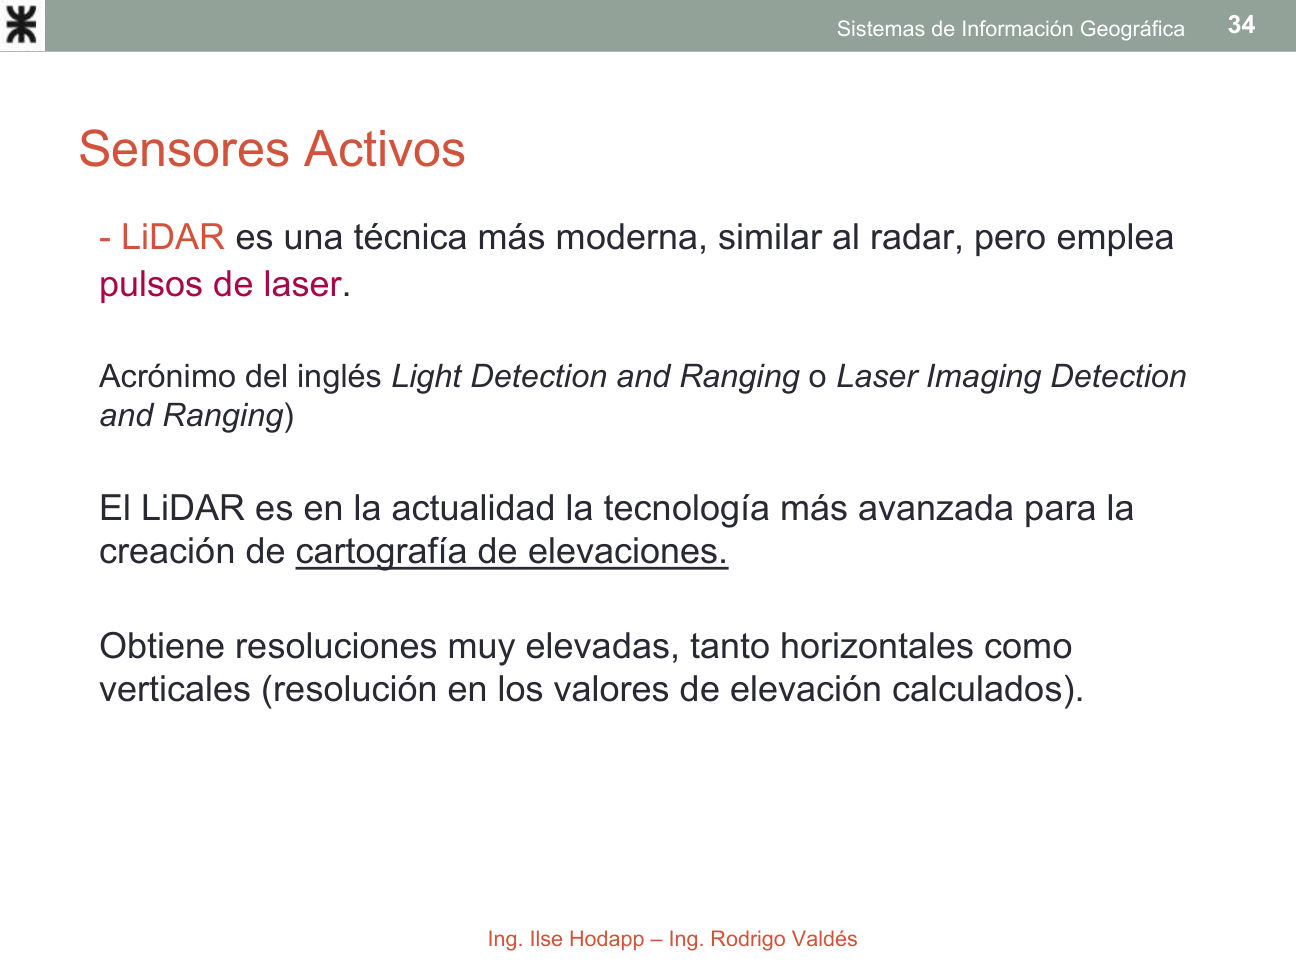 Sistemas de Información Geográfica 34
Sensores Activos
- LiDAR es una técnica más moderna, similar al radar, pero emplea
pulsos de laser.
Acrónimo del inglés Light Detection and Ranging o Laser Imaging Detection
and Ranging)
El LiDAR es en la actualidad la tecnología más avanzada para la
creación de cartografía de elevaciones.
Obtiene resoluciones muy elevadas, tanto horizontales como
verticales (resolución en los valores de elevación calculados).
Ing. Ilse Hodapp – Ing. Rodrigo Valdés